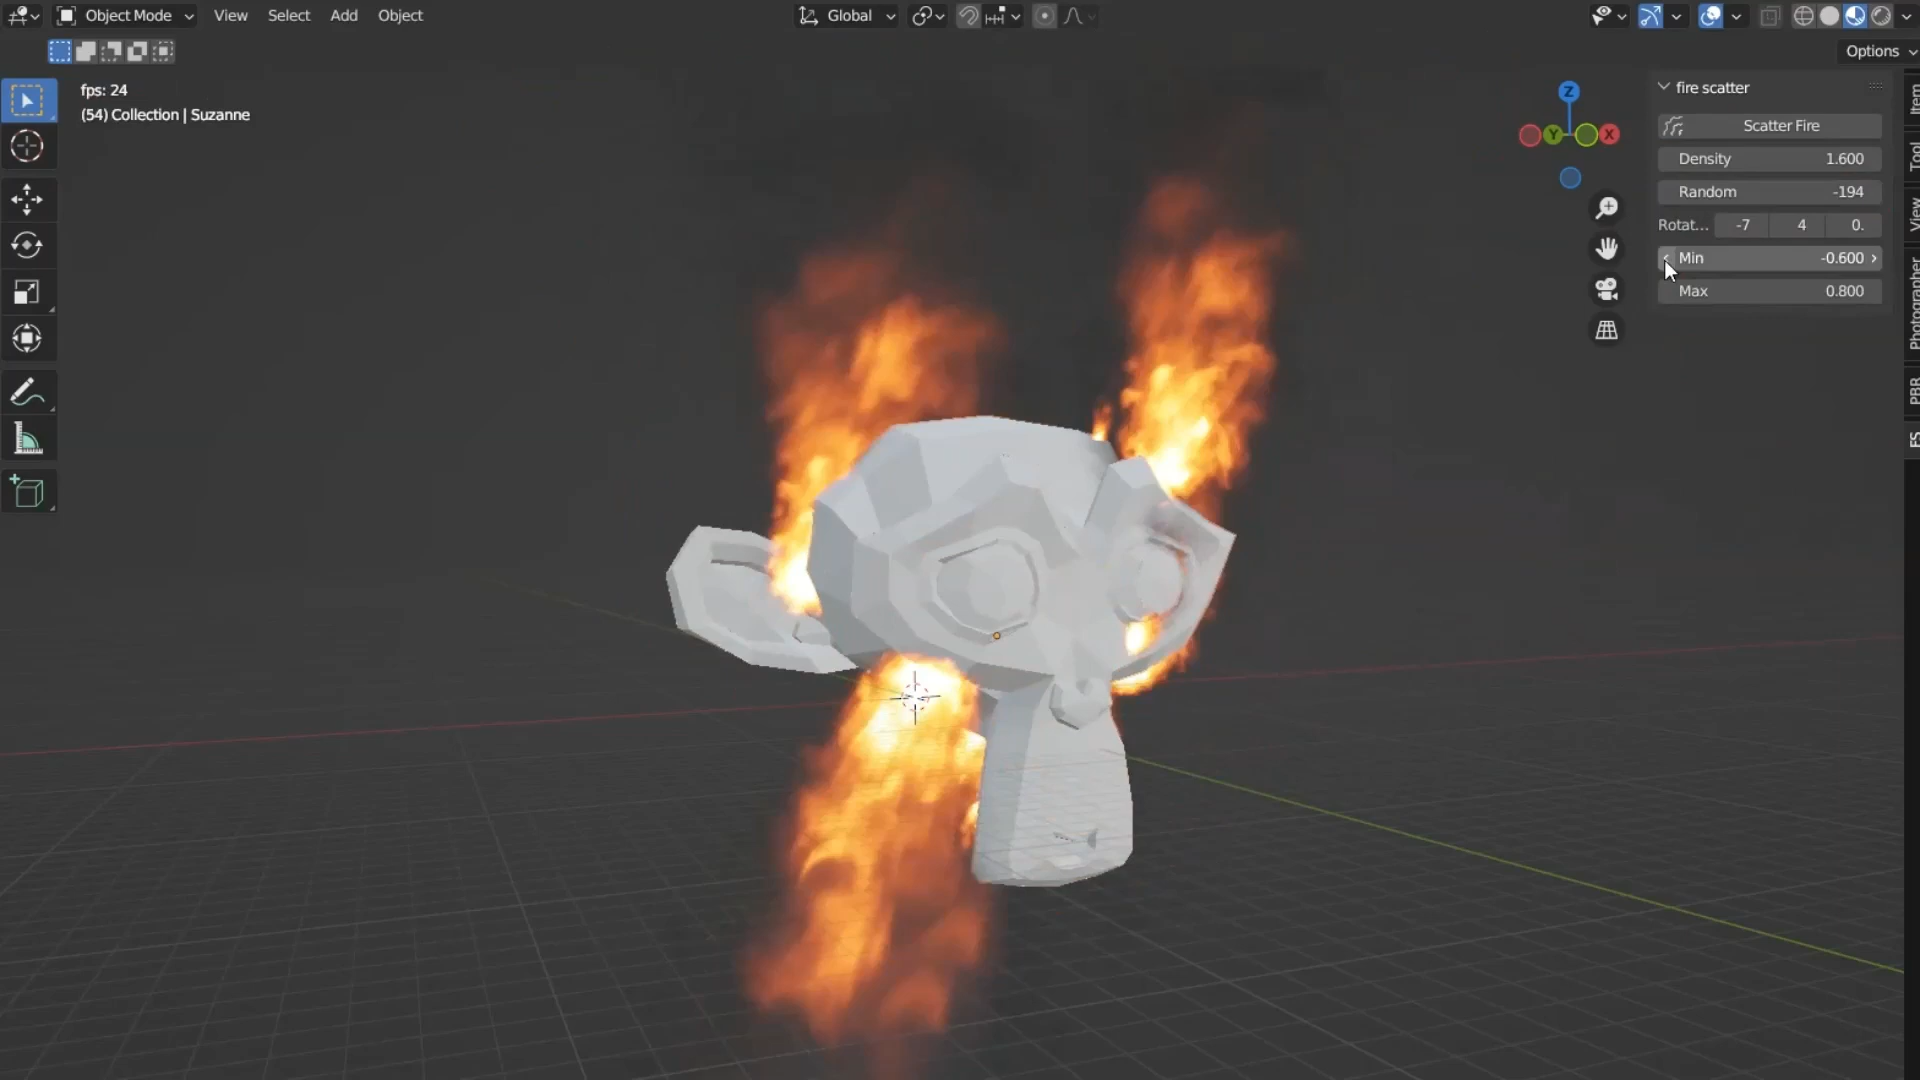 Object Mode View Select Add Object Global
Options
fps: 24
(54) Collection | Suzanne
Z
Y
X
fire scatter
Scatter Fire
Density 1.600
Random -194
Rotat... -7 4 0.
Min -0.600
Max 0.800
Item
Tool
View
Photographer
PBR
FS